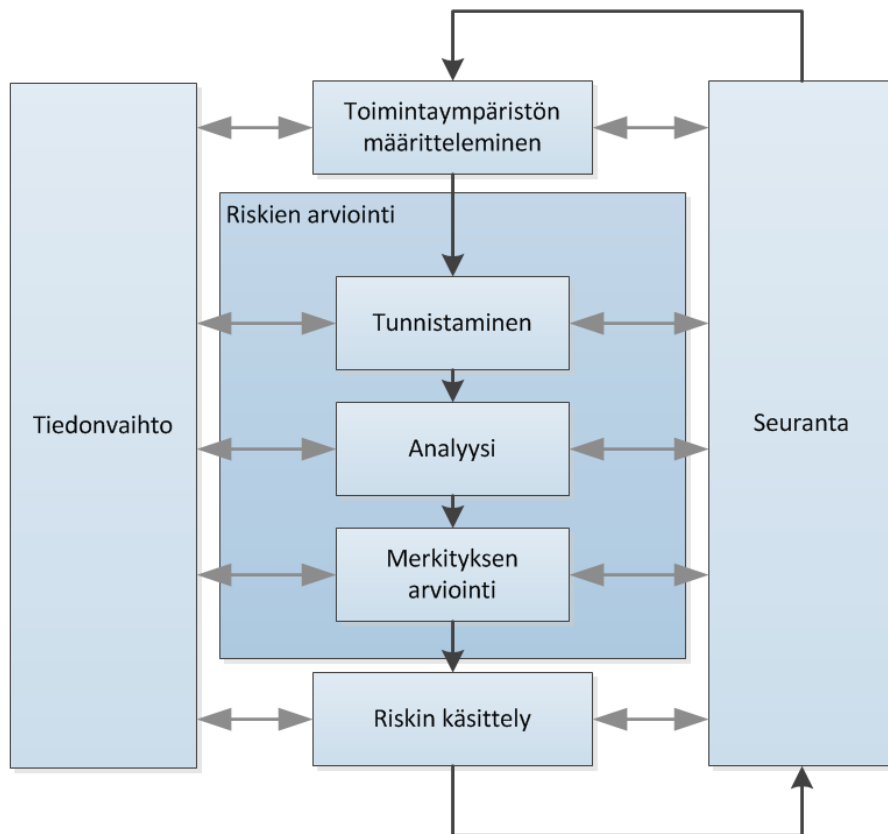 Toimintaympäristön
määritteleminen
Riskien arviointi
Tunnistaminen
Tiedonvaihto
Analyysi
Seuranta
Merkityksen
arviointi
Riskin käsittely